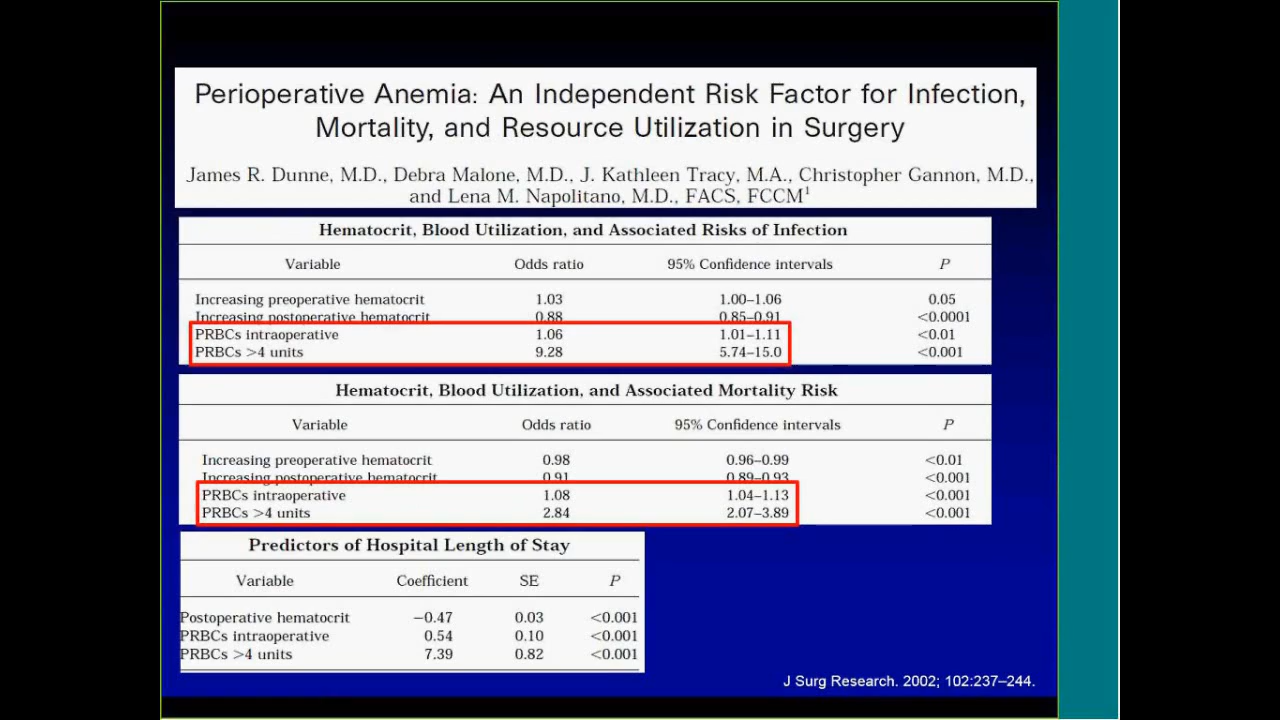 Perioperative Anemia: An Independent Risk Factor for Infection,
Mortality, and Resource Utilization in Surgery
James R. Dunne, M.D., Debra Malone, M.D., J. Kathleen Tracy, M.A., Christopher Gannon, M.D.,
and Lena M. Napolitano, M.D., FACS, FCCM¹
Hematocrit, Blood Utilization, and Associated Risks of Infection
Variable Odds ratio 95% Confidence intervals P
Increasing preoperative hematocrit 1.03 1.00–1.06 0.05
Increasing postoperative hematocrit 0.88 0.85–0.91 <0.0001
PRBCs intraoperative 1.06 1.01–1.11 <0.01
PRBCs >4 units 9.28 5.74–15.0 <0.001
Hematocrit, Blood Utilization, and Associated Mortality Risk
Variable Odds ratio 95% Confidence intervals P
Increasing preoperative hematocrit 0.98 0.96–0.99 <0.01
Increasing postoperative hematocrit 0.91 0.89–0.93 <0.001
PRBCs intraoperative 1.08 1.04–1.13 <0.001
PRBCs >4 units 2.84 2.07–3.89 <0.001
Predictors of Hospital Length of Stay
Variable Coefficient SE P
Postoperative hematocrit −0.47 0.03 <0.001
PRBCs intraoperative 0.54 0.10 <0.001
PRBCs >4 units 7.39 0.82 <0.001
J Surg Research. 2002; 102:237–244.